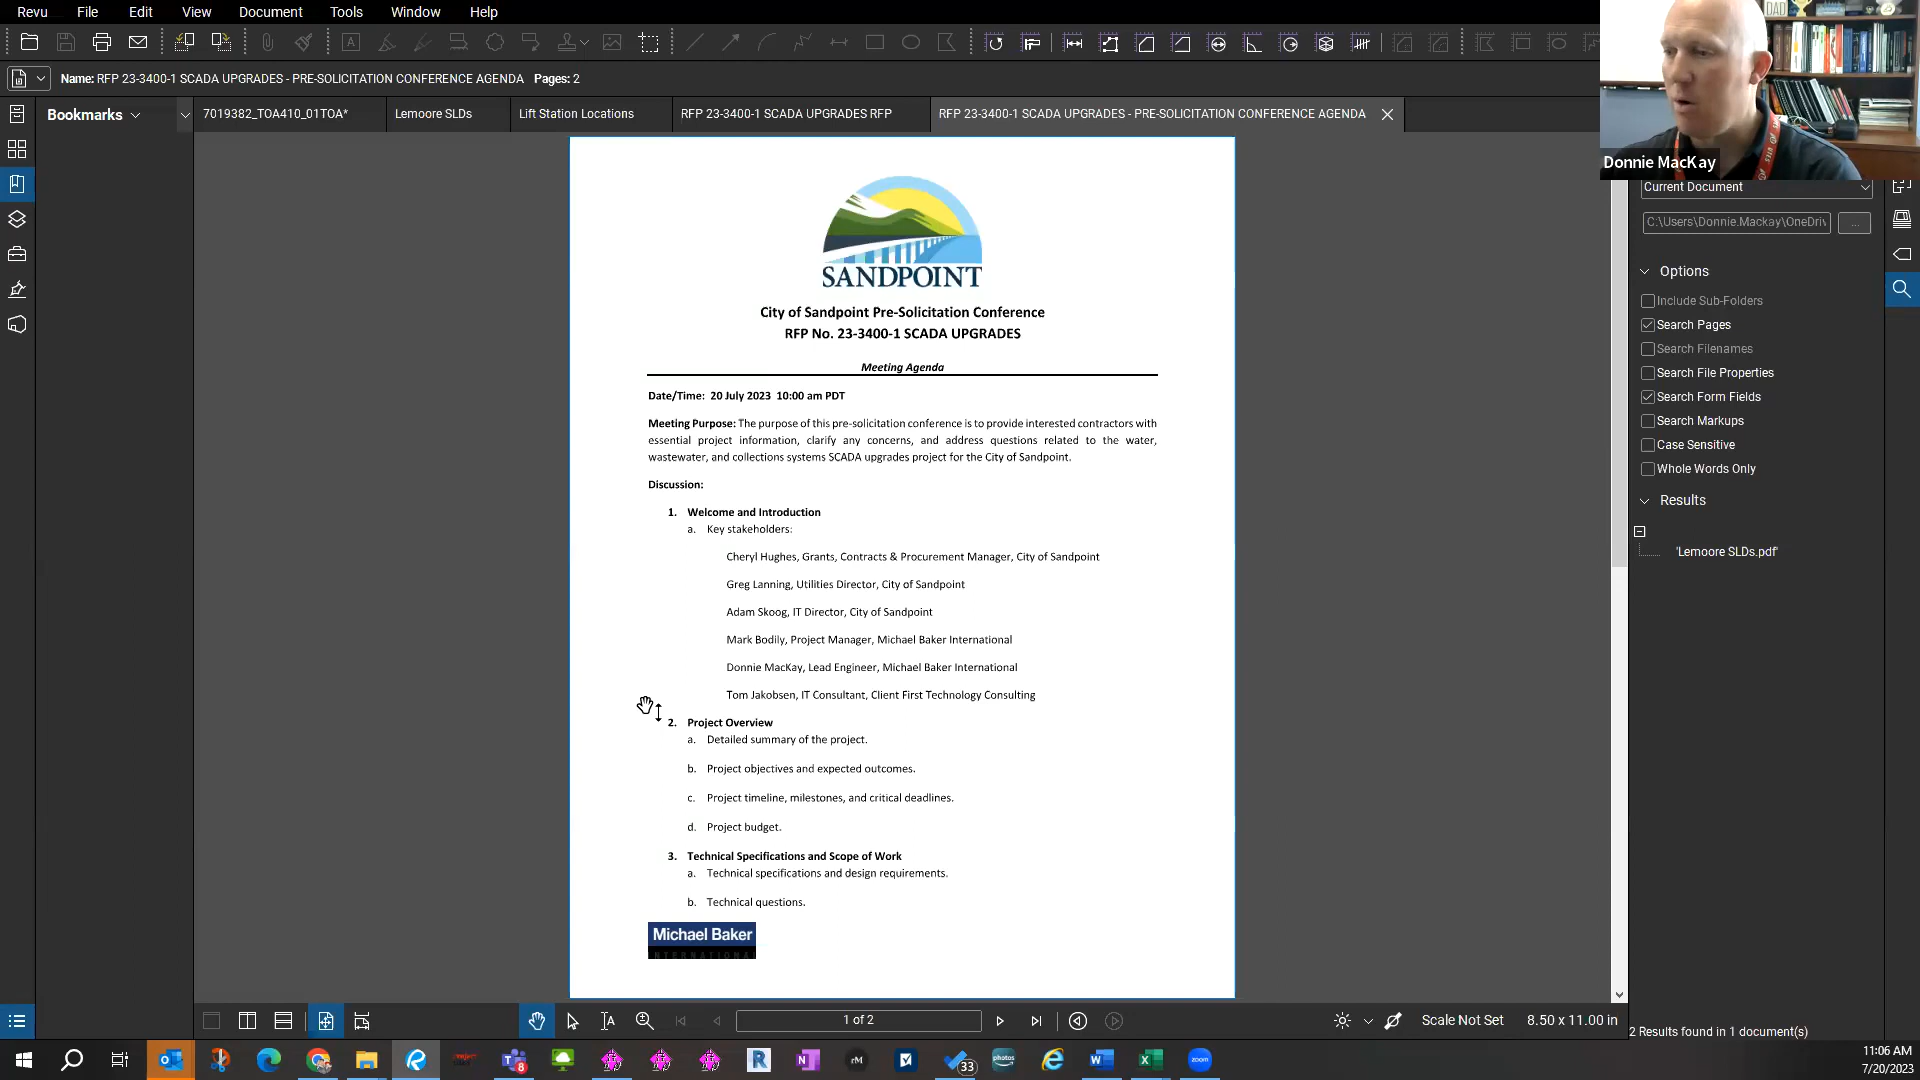 Revu File Edit View Document Tools Window Help
Name: RFP 23-3400-1 SCADA UPGRADES - PRE-SOLICITATION CONFERENCE AGENDA Pages: 2
Donnie MacKay
Bookmarks
7019382_TOA410_01TOA* Lemoore SLDs Lift Station Locations RFP 23-3400-1 SCADA UPGRADES RFP RFP 23-3400-1 SCADA UPGRADES - PRE-SOLICITATION CONFERENCE AGENDA
SANDPOINT
City of Sandpoint Pre-Solicitation Conference
RFP No. 23-3400-1 SCADA UPGRADES
Meeting Agenda
Date/Time: 20 July 2023 10:00 am PDT
Meeting Purpose: The purpose of this pre-solicitation conference is to provide interested contractors with
essential project information, clarify any concerns, and address questions related to the water,
wastewater, and collections systems SCADA upgrades project for the City of Sandpoint.
Discussion:
1. Welcome and Introduction
a. Key stakeholders:
Cheryl Hughes, Grants, Contracts & Procurement Manager, City of Sandpoint
Greg Lanning, Utilities Director, City of Sandpoint
Adam Skoog, IT Director, City of Sandpoint
Mark Bodily, Project Manager, Michael Baker International
Donnie MacKay, Lead Engineer, Michael Baker International
Tom Jakobsen, IT Consultant, Client First Technology Consulting
2. Project Overview
a. Detailed summary of the project.
b. Project objectives and expected outcomes.
c. Project timeline, milestones, and critical deadlines.
d. Project budget.
3. Technical Specifications and Scope of Work
a. Technical specifications and design requirements.
b. Technical questions.
Michael Baker
INTERNATIONAL
Current Document
C:\Users\Donnie.Mackay\OneDriv ...
Options
Include Sub-Folders
Search Pages
Search Filenames
Search File Properties
Search Form Fields
Search Markups
Case Sensitive
Whole Words Only
Results
'Lemoore SLDs.pdf'
1 of 2
Scale Not Set 8.50 x 11.00 in
2 Results found in 1 document(s)
8
33
photos
zoom
11:06 AM
7/20/2023